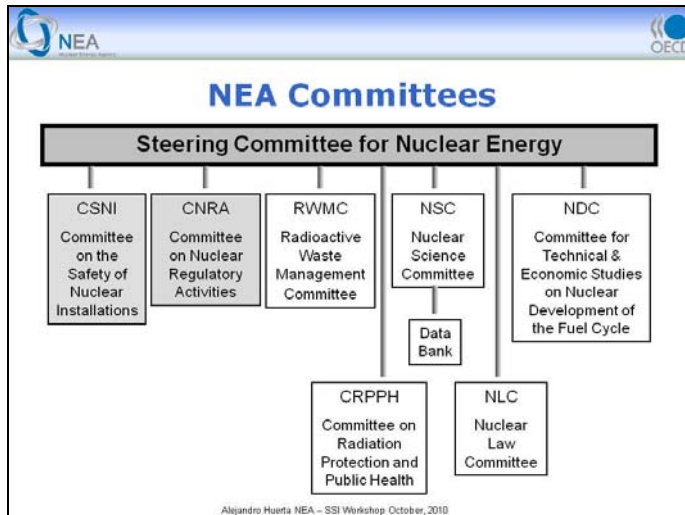 NEA
Nuclear Energy Agency
OECD
NEA Committees
Steering Committee for Nuclear Energy
CSNI
Committee
on the
Safety of
Nuclear
Installations
CNRA
Committee
on Nuclear
Regulatory
Activities
RWMC
Radioactive
Waste
Management
Committee
NSC
Nuclear
Science
Committee
Data
Bank
NDC
Committee for
Technical &
Economic Studies
on Nuclear
Development of
the Fuel Cycle
CRPPH
Committee on
Radiation
Protection and
Public Health
NLC
Nuclear
Law
Committee
Alejandro Huerta NEA – SSI Workshop October, 2010